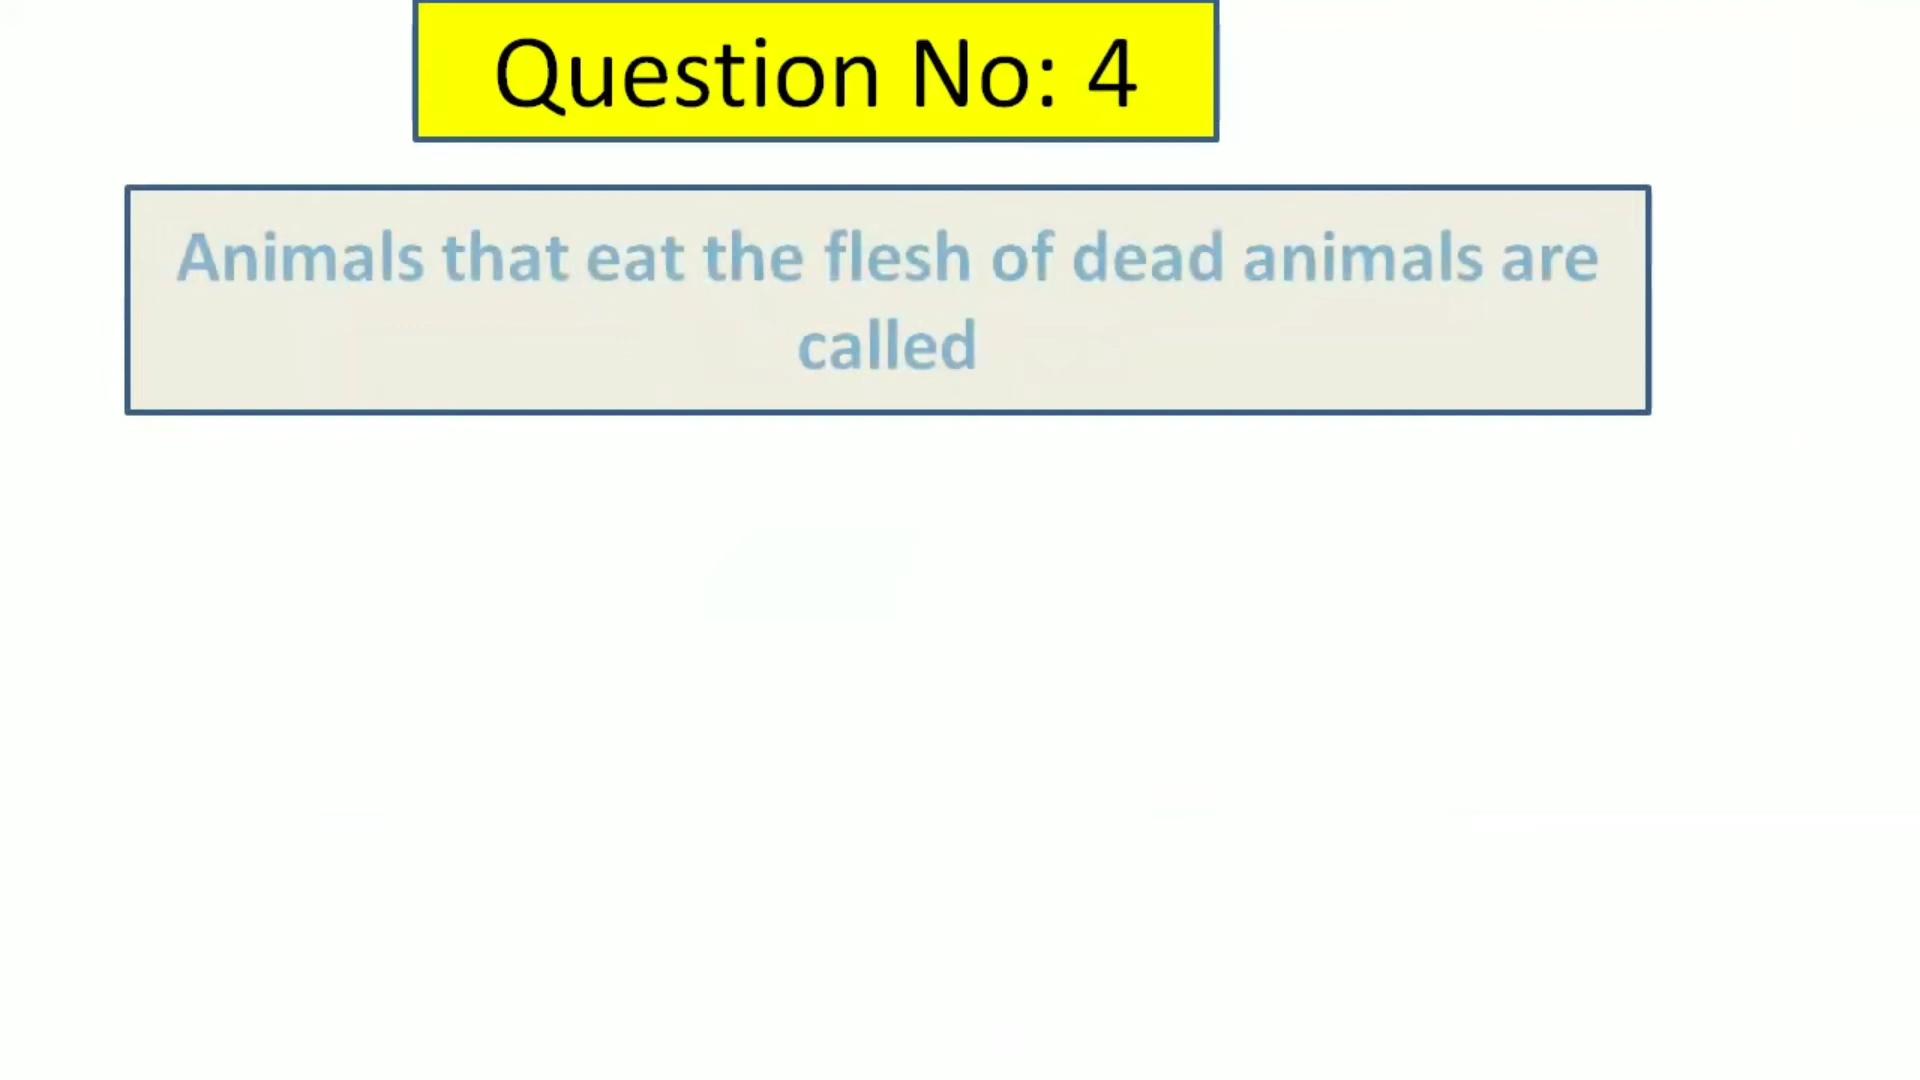 Question No: 4
Animals that eat the flesh of dead animals are
called